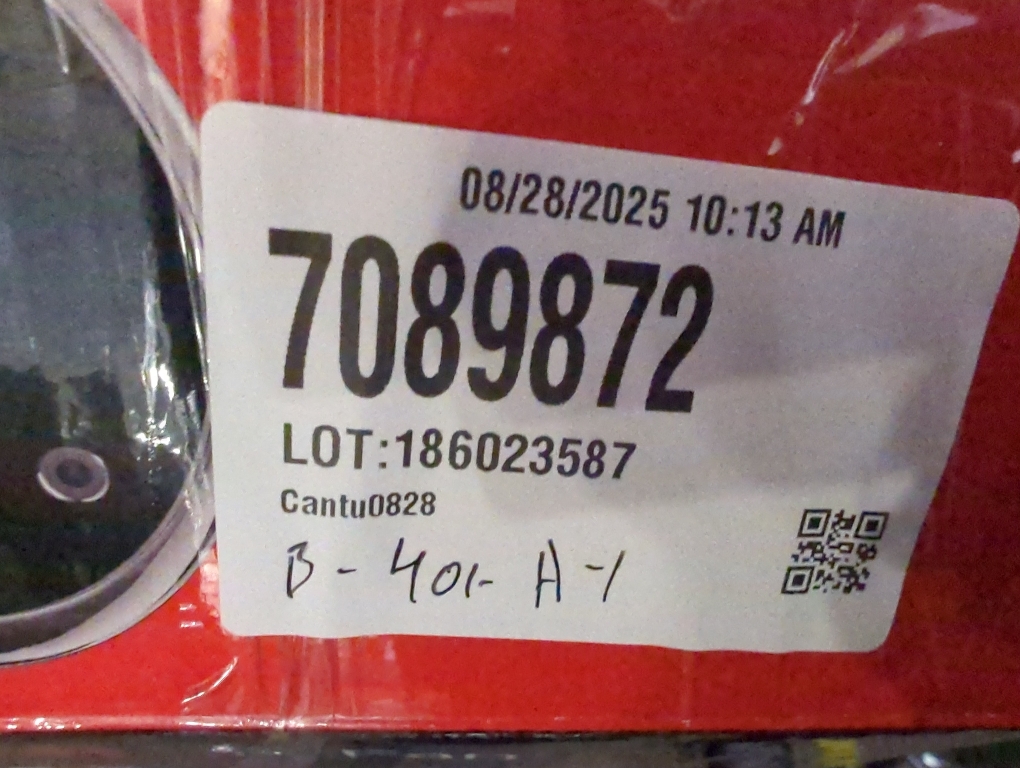 08/28/2025 10:13 AM
7089872
LOT:186023587
Cantu0828
B - 401- A-1